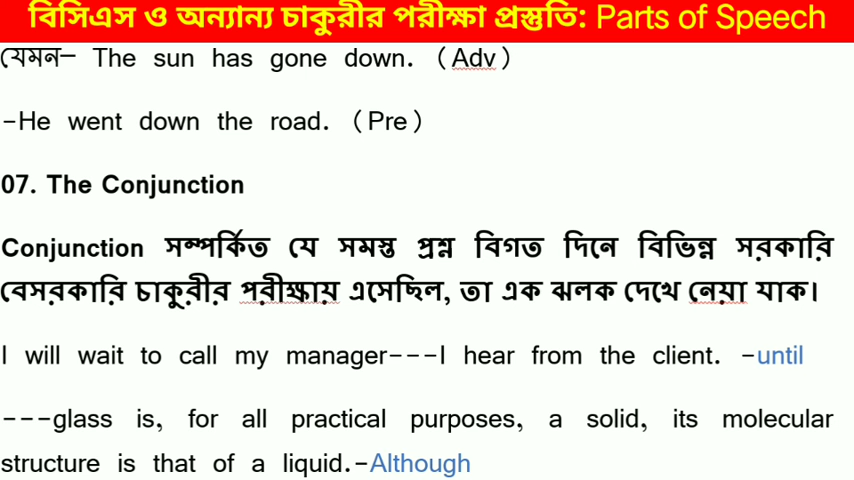 বিসিএস ও অন্যান্য চাকুরীর পরীক্ষা প্রস্তুতি: Parts of Speech
যেমন– The sun has gone down. (Adv)
-He went down the road. (Pre)
07. The Conjunction
Conjunction সম্পর্কিত যে সমস্ত প্রশ্ন বিগত দিনে বিভিন্ন সরকারি
বেসরকারি চাকুরীর পরীক্ষায় এসেছিল, তা এক ঝলক দেখে নেয়া যাক।
I will wait to call my manager---I hear from the client. -until
---glass is, for all practical purposes, a solid, its molecular
structure is that of a liquid.-Although